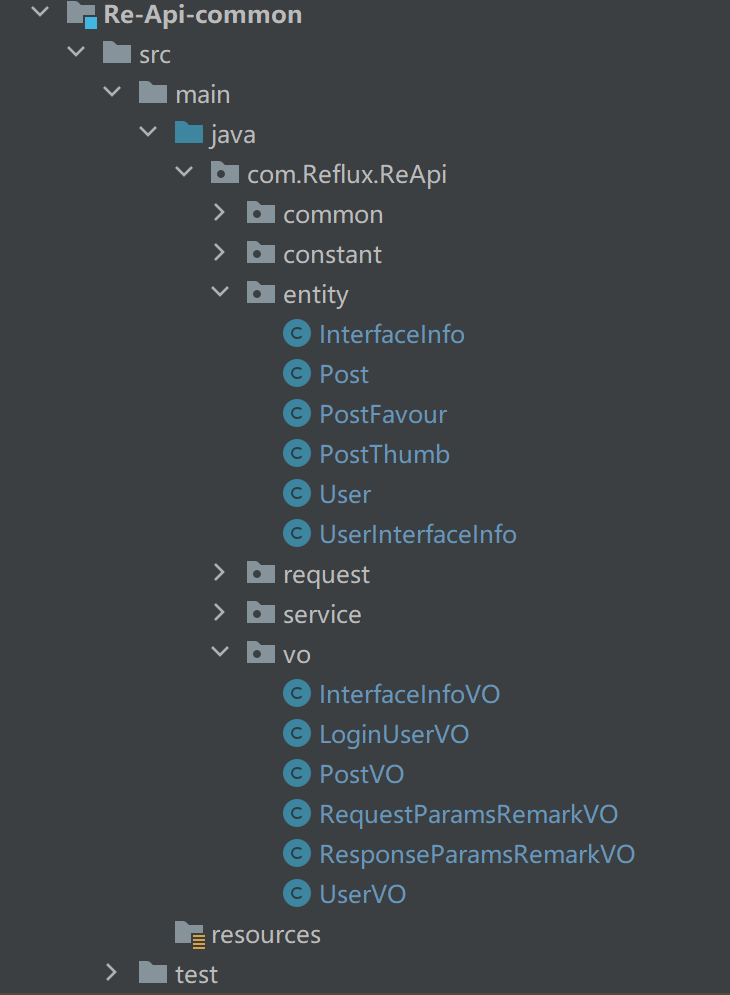 Re-Api-common
src
main
java
com.Reflux.ReApi
common
constant
entity
C InterfaceInfo
C Post
C PostFavour
C PostThumb
C User
C UserInterfaceInfo
request
service
vo
C InterfaceInfoVO
C LoginUserVO
C PostVO
C RequestParamsRemarkVO
C ResponseParamsRemarkVO
C UserVO
resources
test